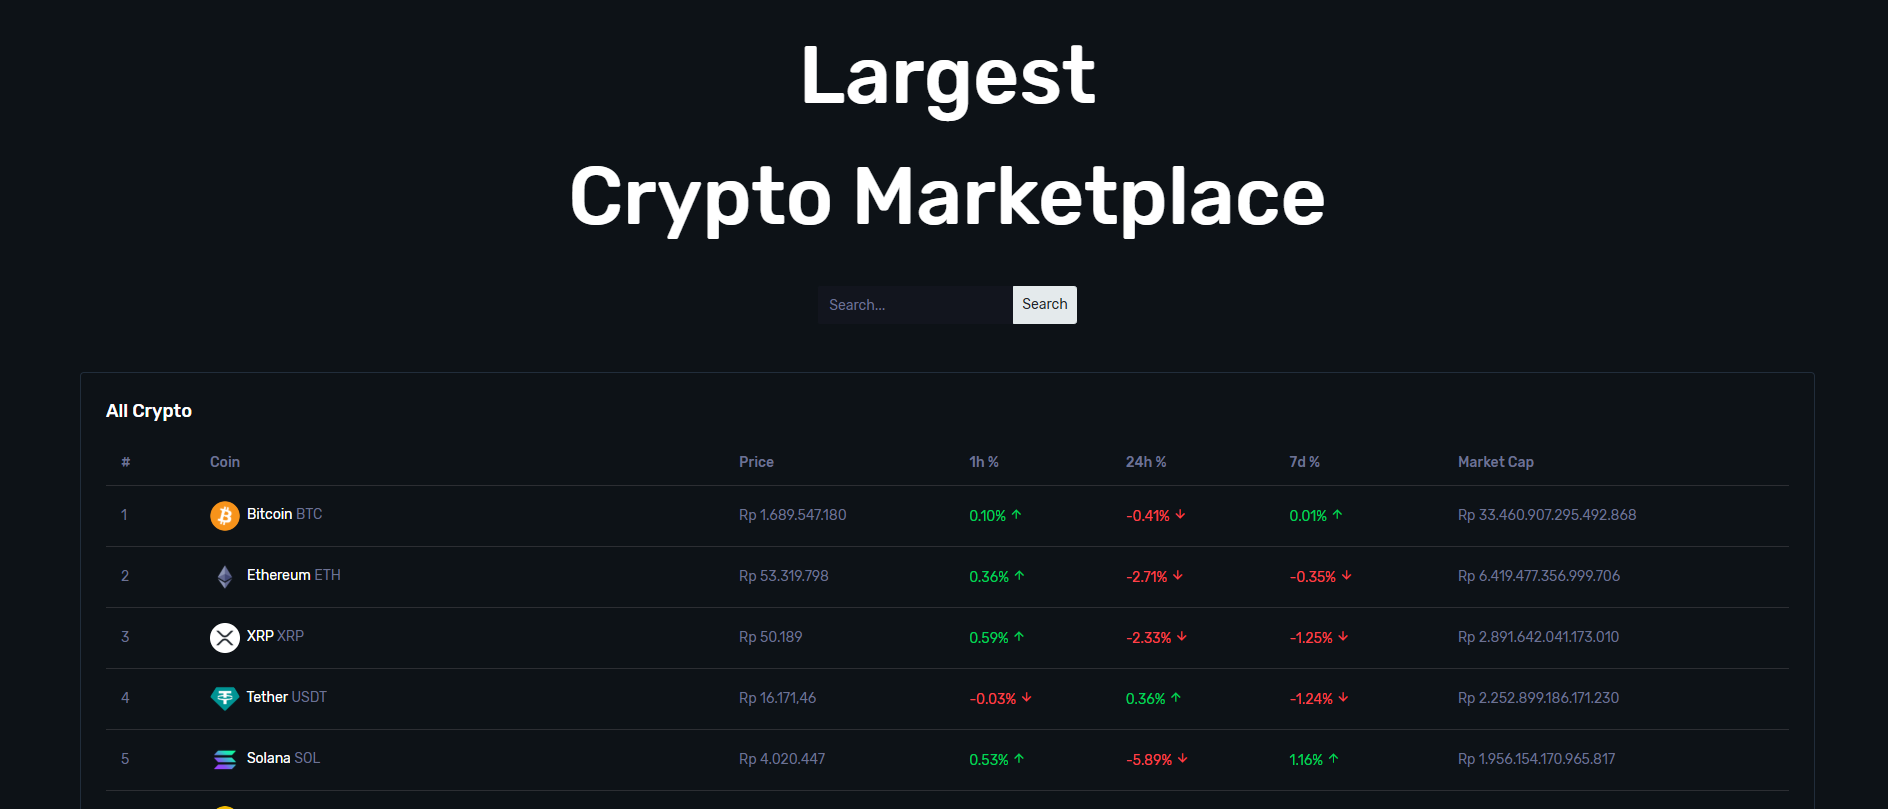 Largest
Crypto Marketplace
Search... Search
All Crypto
# Coin Price 1h % 24h % 7d % Market Cap
1 Bitcoin BTC Rp 1.689.547.180 0.10% ↑ -0.41% ↓ 0.01% ↑ Rp 33.460.907.295.492.868
2 Ethereum ETH Rp 53.319.798 0.36% ↑ -2.71% ↓ -0.35% ↓ Rp 6.419.477.356.999.706
3 XRP XRP Rp 50.189 0.59% ↑ -2.33% ↓ -1.25% ↓ Rp 2.891.642.041.173.010
4 Tether USDT Rp 16.171,46 -0.03% ↓ 0.36% ↑ -1.24% ↓ Rp 2.252.899.186.171.230
5 Solana SOL Rp 4.020.447 0.53% ↑ -5.89% ↓ 1.16% ↑ Rp 1.956.154.170.965.817